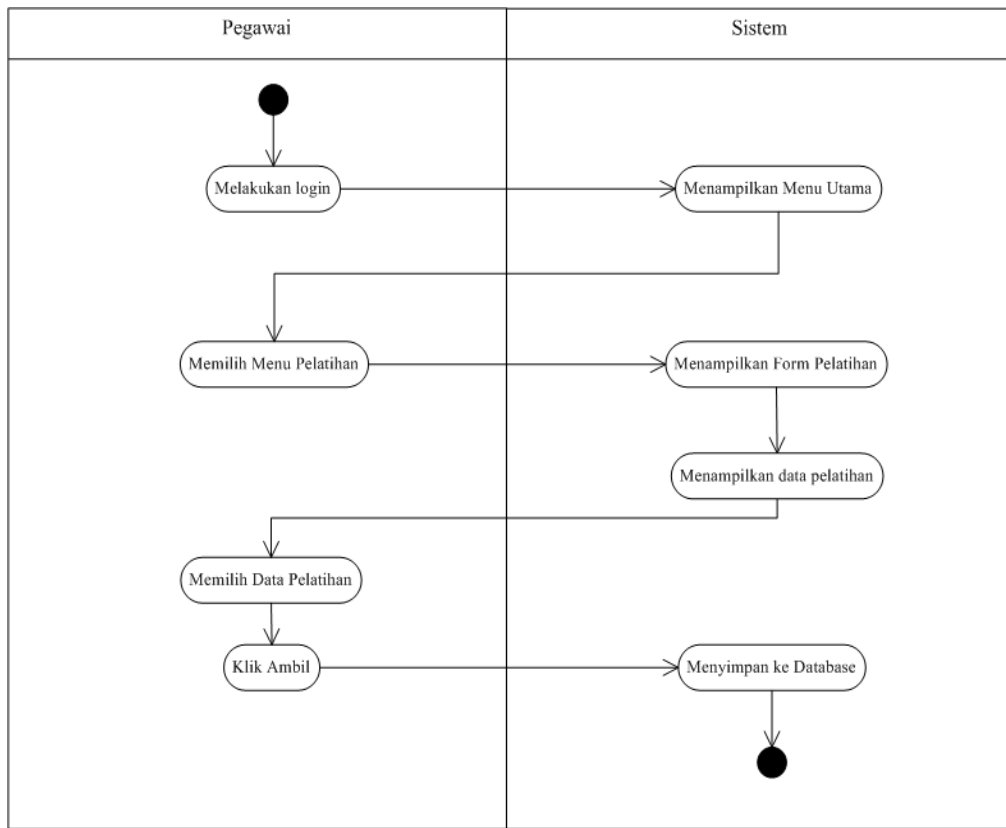 Pegawai
Sistem
Melakukan login
Menampilkan Menu Utama
Memilih Menu Pelatihan
Menampilkan Form Pelatihan
Menampilkan data pelatihan
Memilih Data Pelatihan
Klik Ambil
Menyimpan ke Database